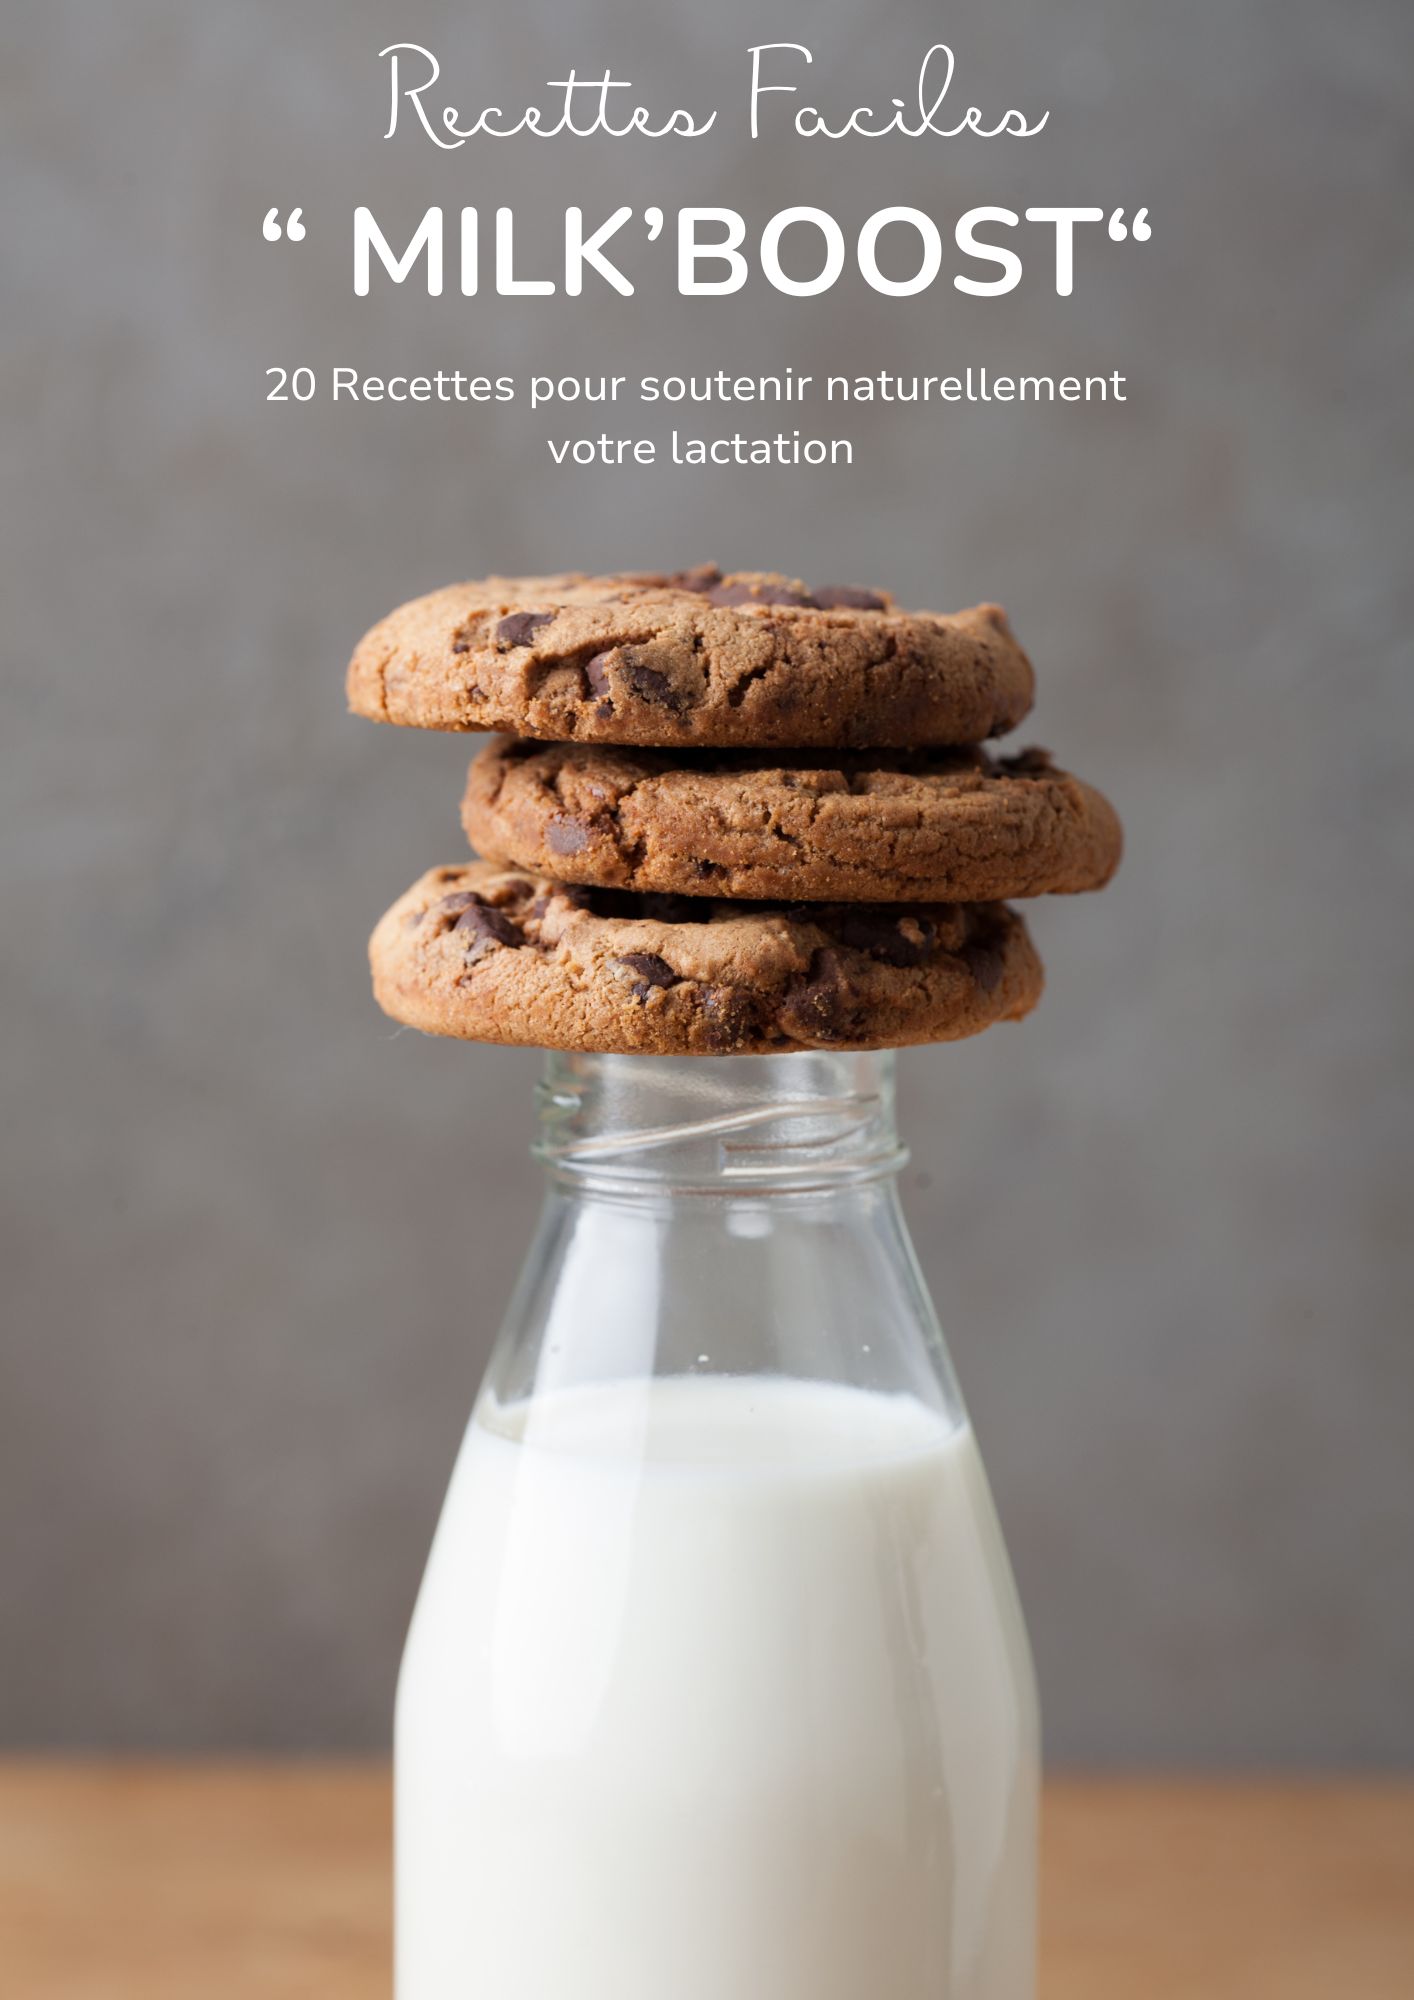 Recettes Faciles
“ MILK’BOOST“
20 Recettes pour soutenir naturellement
votre lactation